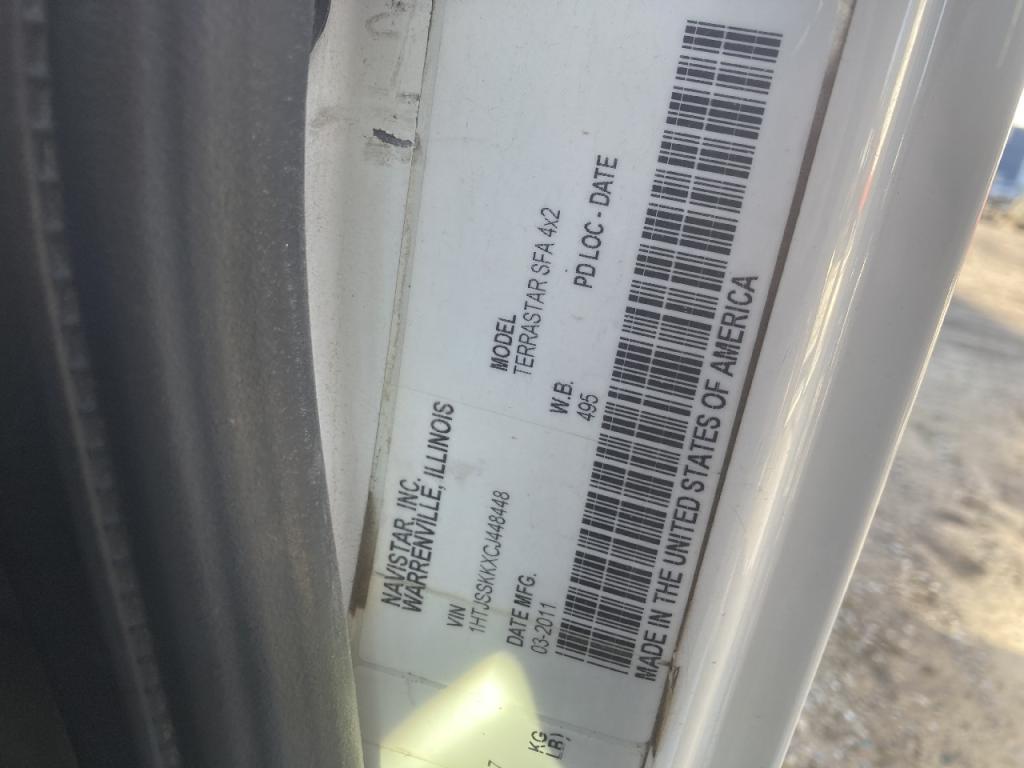 NAVISTAR, INC.
WARRENVILLE, ILLINOIS
VIN
1HTJSSKKXCJ448448
MODEL
TERRASTAR SFA 4x2
DATE MFG.
03-2011
W.B.
495
PD LOC - DATE
MADE IN THE UNITED STATES OF AMERICA
KG
LB)